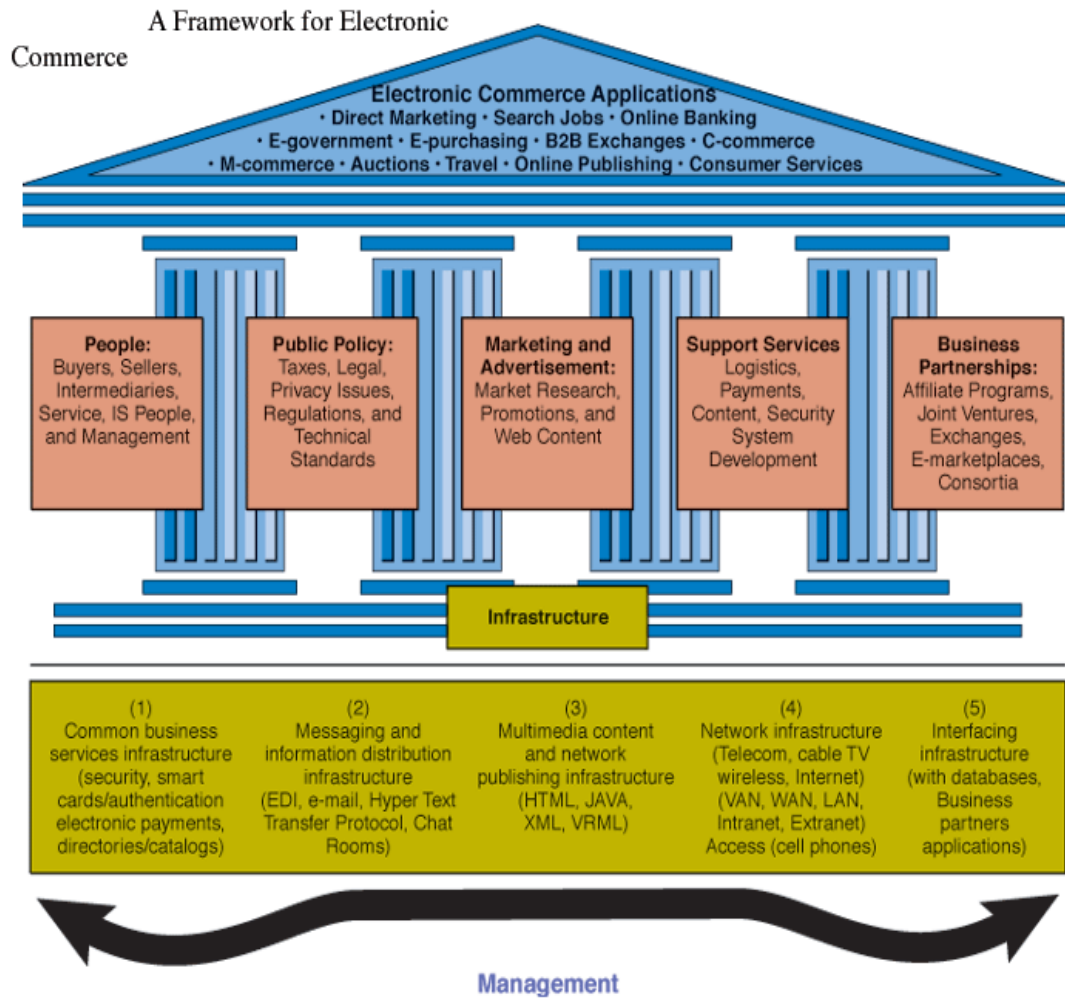 A Framework for Electronic
Commerce
Electronic Commerce Applications
• Direct Marketing • Search Jobs • Online Banking
• E-government • E-purchasing • B2B Exchanges • C-commerce
• M-commerce • Auctions • Travel • Online Publishing • Consumer Services
People:
Buyers, Sellers,
Intermediaries,
Service, IS People,
and Management
Public Policy:
Taxes, Legal,
Privacy Issues,
Regulations, and
Technical
Standards
Marketing and
Advertisement:
Market Research,
Promotions, and
Web Content
Support Services
Logistics,
Payments,
Content, Security
System
Development
Business
Partnerships:
Affiliate Programs,
Joint Ventures,
Exchanges,
E-marketplaces,
Consortia
Infrastructure
(1)
Common business
services infrastructure
(security, smart
cards/authentication
electronic payments,
directories/catalogs)
(2)
Messaging and
information distribution
infrastructure
(EDI, e-mail, Hyper Text
Transfer Protocol, Chat
Rooms)
(3)
Multimedia content
and network
publishing infrastructure
(HTML, JAVA,
XML, VRML)
(4)
Network infrastructure
(Telecom, cable TV
wireless, Internet)
(VAN, WAN, LAN,
Intranet, Extranet)
Access (cell phones)
(5)
Interfacing
infrastructure
(with databases,
Business
partners
applications)
Management